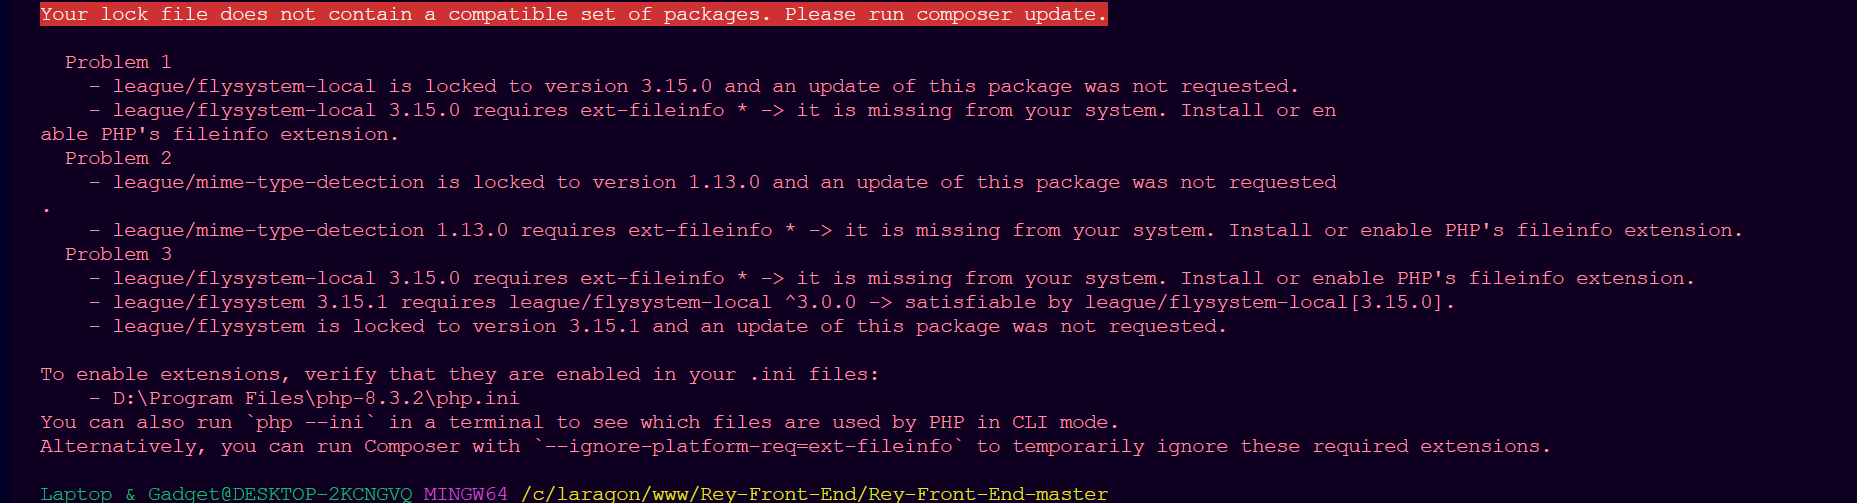 Your lock file does not contain a compatible set of packages. Please run composer update.
Problem 1
- league/flysystem-local is locked to version 3.15.0 and an update of this package was not requested.
- league/flysystem-local 3.15.0 requires ext-fileinfo * -> it is missing from your system. Install or en
able PHP's fileinfo extension.
Problem 2
- league/mime-type-detection is locked to version 1.13.0 and an update of this package was not requested
.
- league/mime-type-detection 1.13.0 requires ext-fileinfo * -> it is missing from your system. Install or enable PHP's fileinfo extension.
Problem 3
- league/flysystem-local 3.15.0 requires ext-fileinfo * -> it is missing from your system. Install or enable PHP's fileinfo extension.
- league/flysystem 3.15.1 requires league/flysystem-local ^3.0.0 -> satisfiable by league/flysystem-local[3.15.0].
- league/flysystem is locked to version 3.15.1 and an update of this package was not requested.
To enable extensions, verify that they are enabled in your .ini files:
- D:\Program Files\php-8.3.2\php.ini
You can also run `php --ini` in a terminal to see which files are used by PHP in CLI mode.
Alternatively, you can run Composer with `--ignore-platform-req=ext-fileinfo` to temporarily ignore these required extensions.
Laptop & Gadget@DESKTOP-2KCNGVQ MINGW64 /c/laragon/www/Rey-Front-End/Rey-Front-End-master